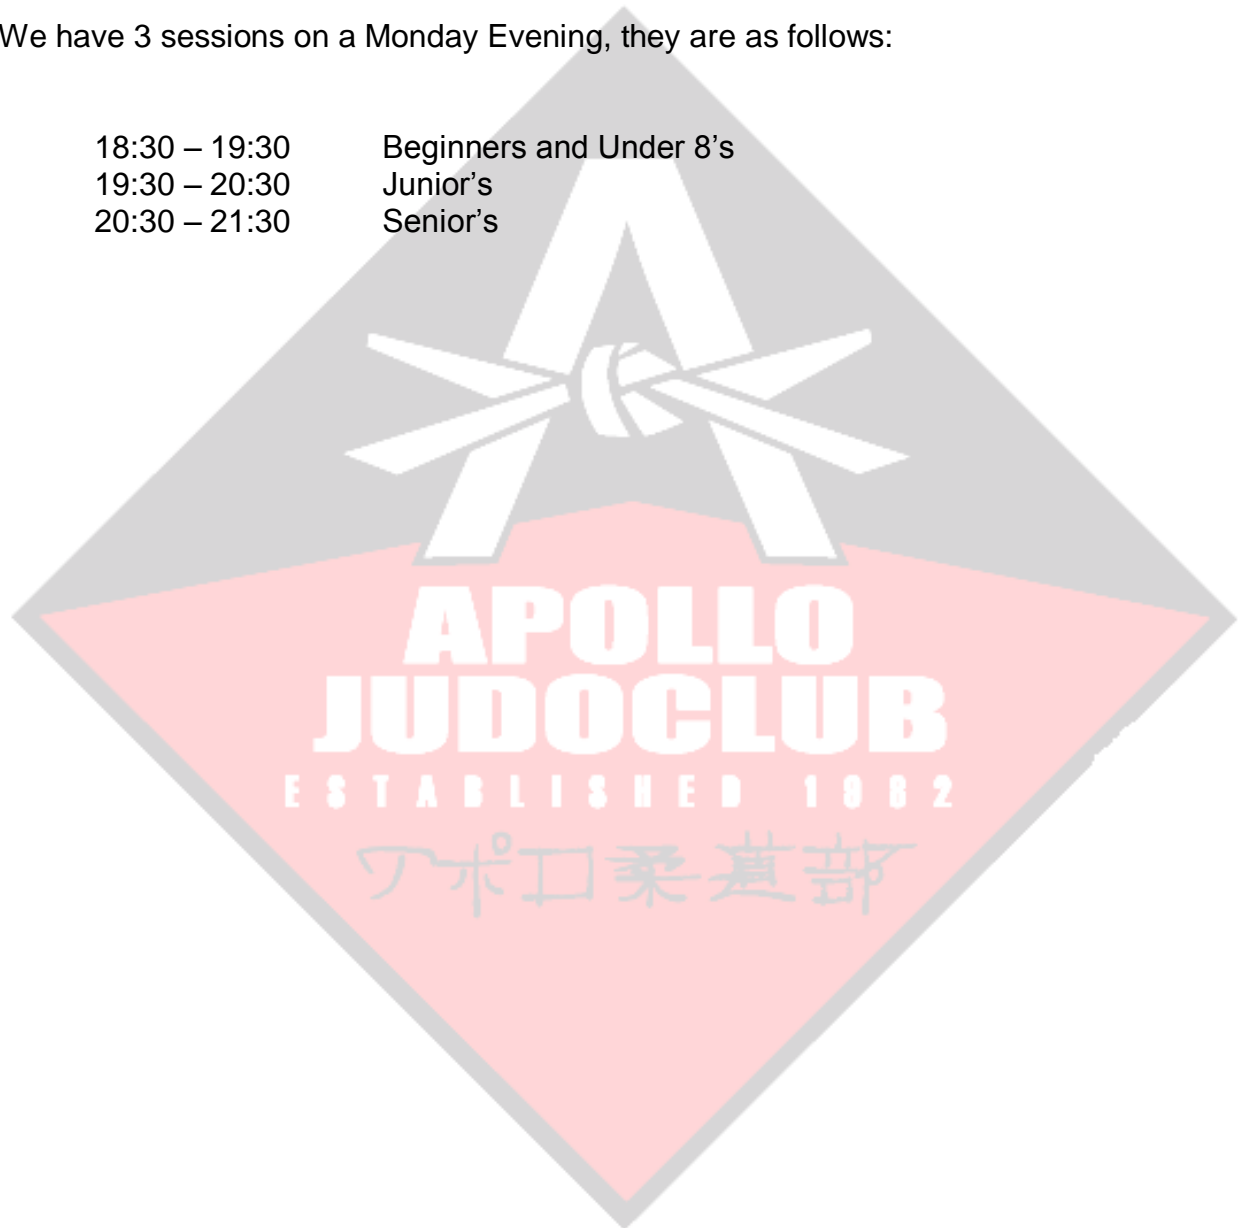 We have 3 sessions on a Monday Evening, they are as follows:
18:30 – 19:30 Beginners and Under 8’s
19:30 – 20:30 Junior’s
20:30 – 21:30 Senior’s
APOLLO
JUDOCLUB
ESTABLISHED 1982
アポロ柔道部